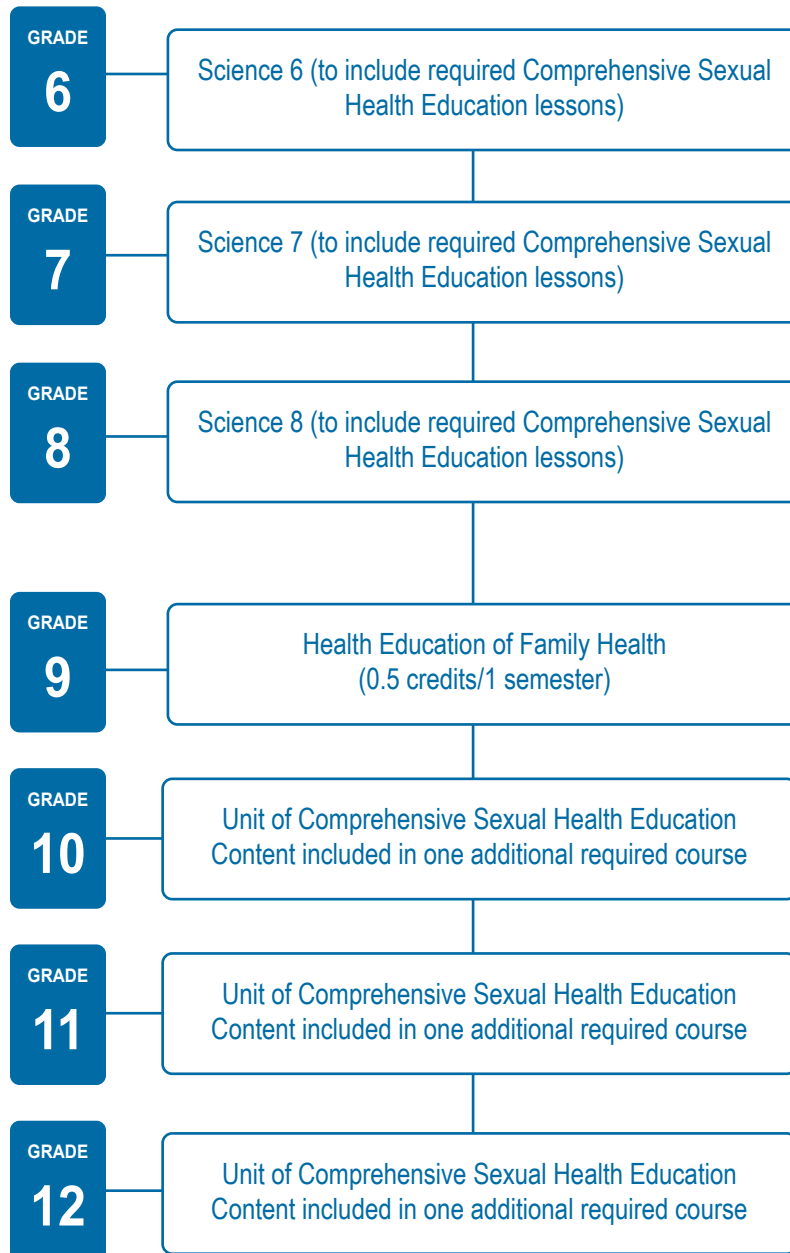 GRADE
6
Science 6 (to include required Comprehensive Sexual
Health Education lessons)
GRADE
7
Science 7 (to include required Comprehensive Sexual
Health Education lessons)
GRADE
8
Science 8 (to include required Comprehensive Sexual
Health Education lessons)
GRADE
9
Health Education of Family Health
(0.5 credits/1 semester)
GRADE
10
Unit of Comprehensive Sexual Health Education
Content included in one additional required course
GRADE
11
Unit of Comprehensive Sexual Health Education
Content included in one additional required course
GRADE
12
Unit of Comprehensive Sexual Health Education
Content included in one additional required course